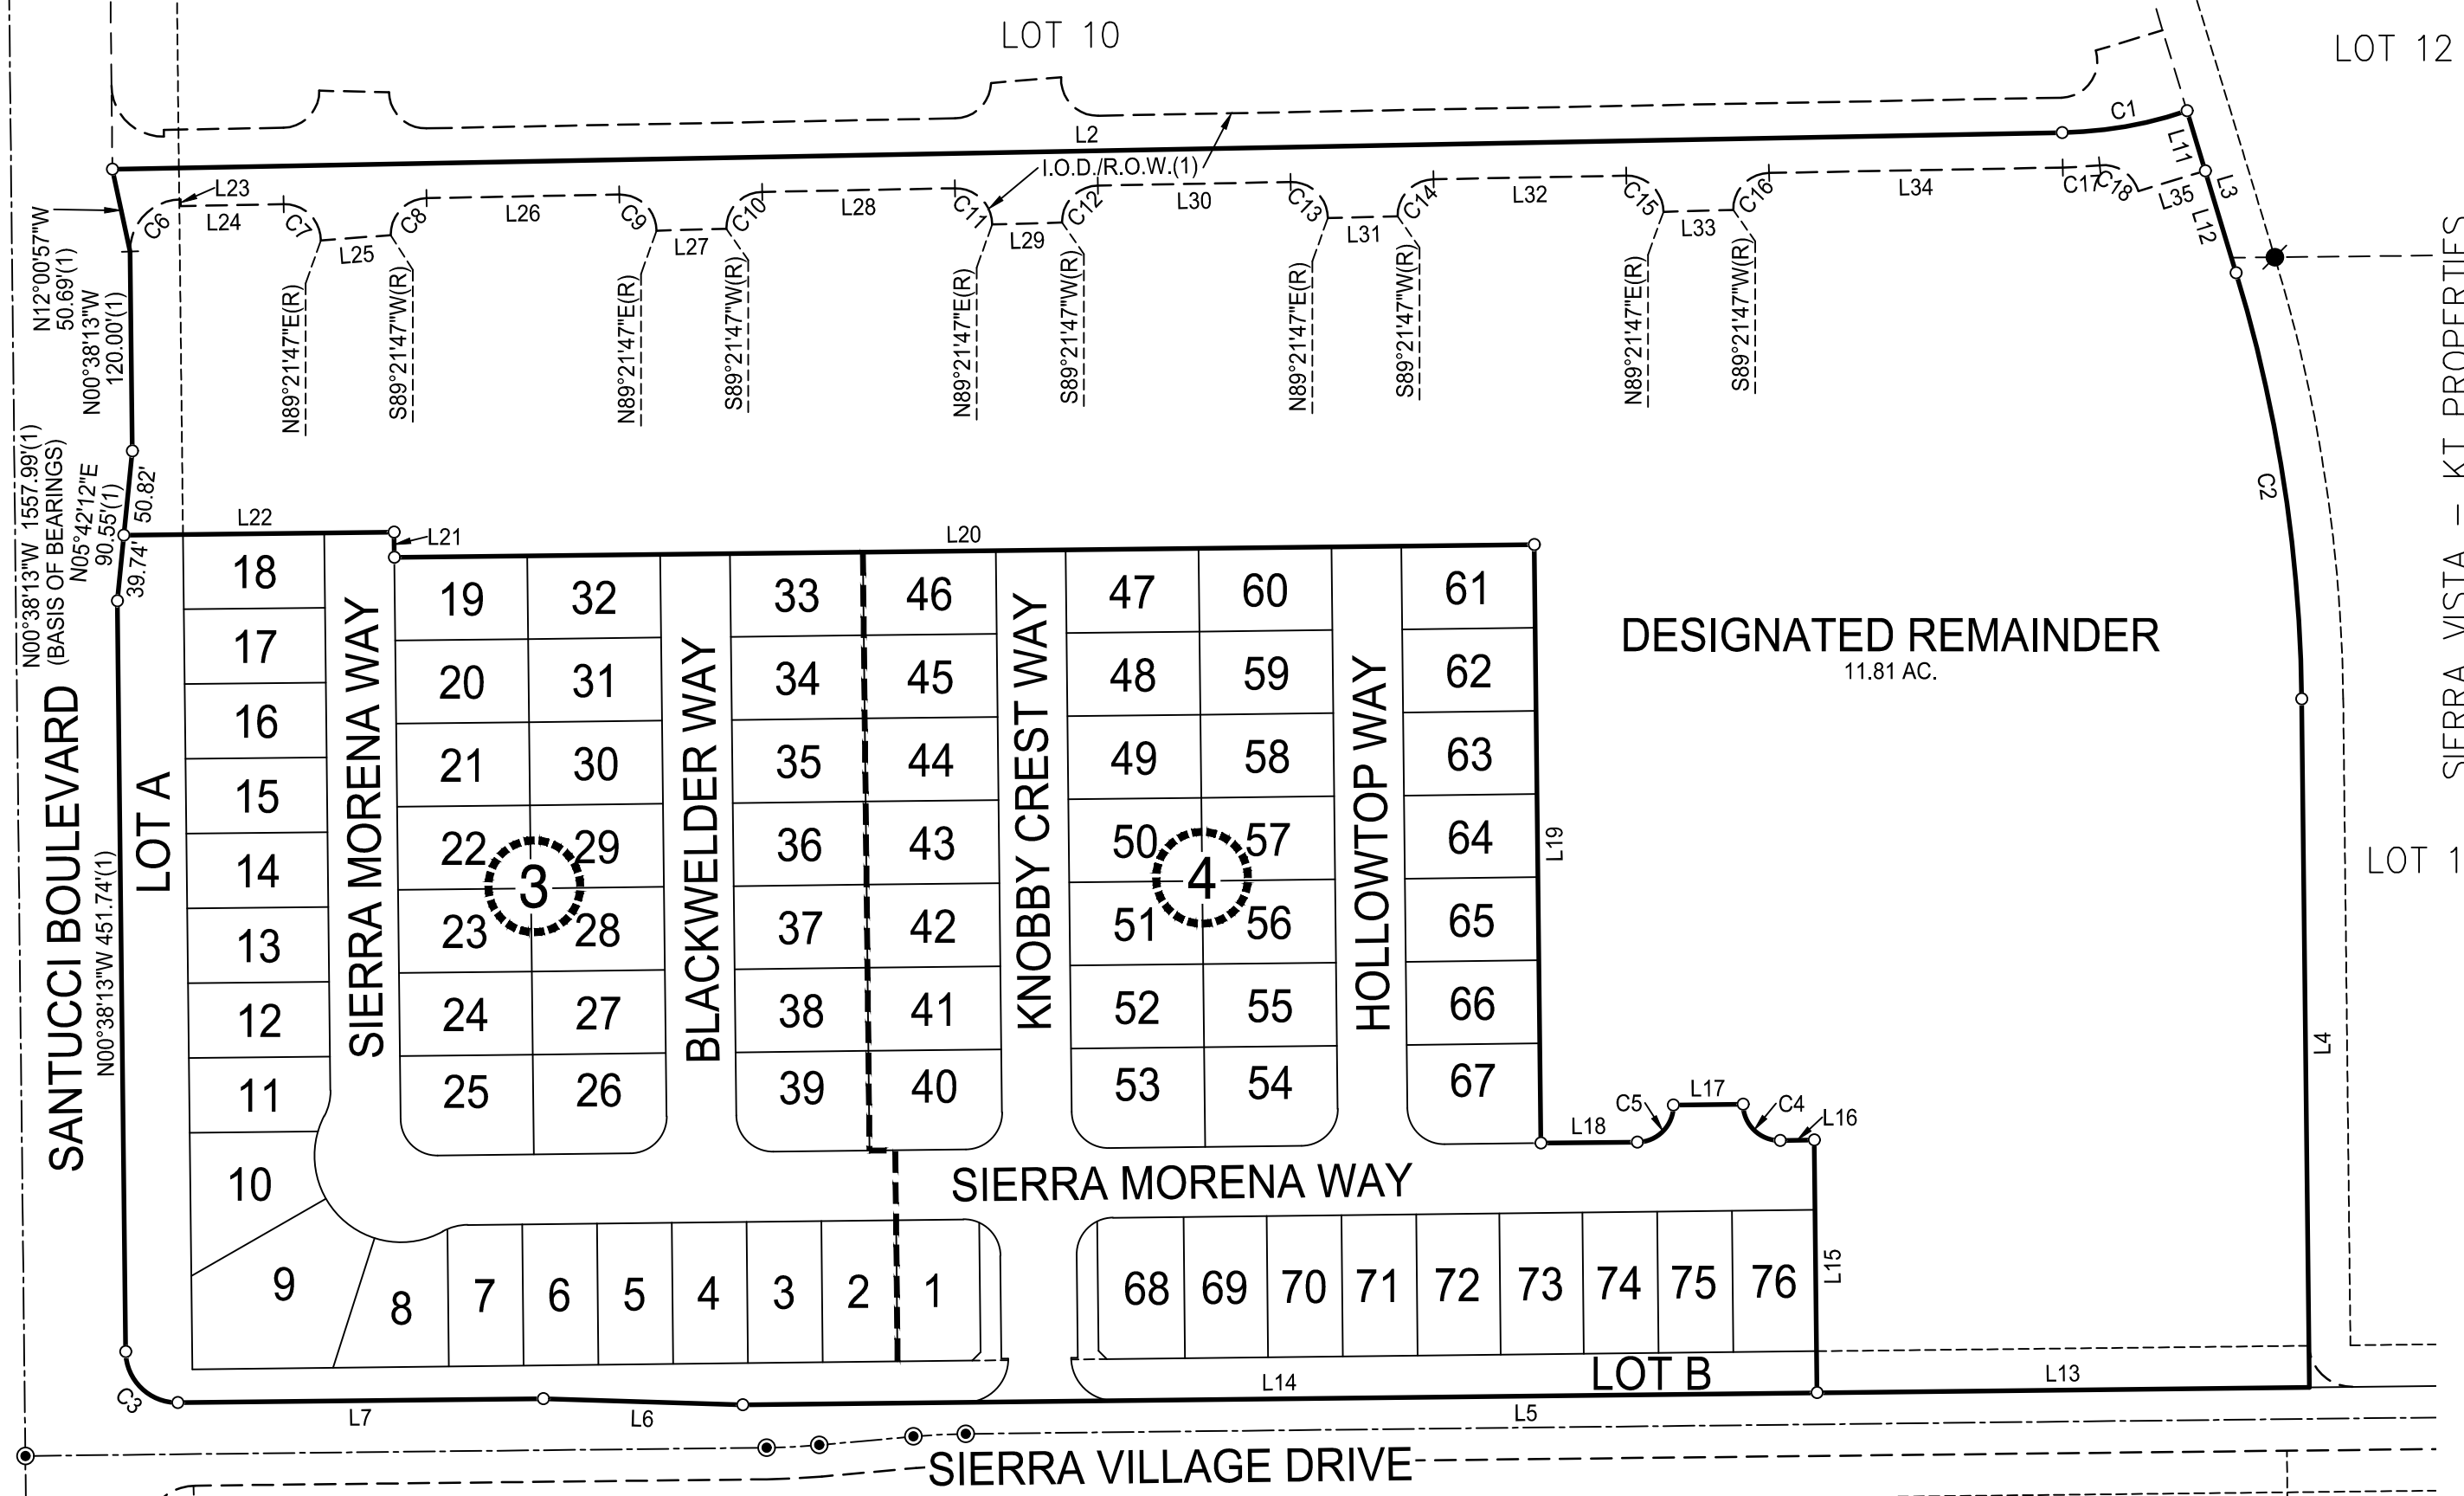 LOT 10
LOT 12
C1
L2
L11
L3
I.O.D./R.O.W.(1)
L23
C6
L24
C7
L25
C8
L26
C9
L27
C10
L28
C11
L29
C12
L30
C13
L31
C14
L32
C15
L33
C16
L34
C17
C18
L35
L12
N12°00'57"W
50.69'(1)
N00°38'13"W
120.00'(1)
N89°21'47"E(R)
S89°21'47"W(R)
N89°21'47"E(R)
S89°21'47"W(R)
N89°21'47"E(R)
S89°21'47"W(R)
N89°21'47"E(R)
S89°21'47"W(R)
N89°21'47"E(R)
S89°21'47"W(R)
SIERRA VISTA - KT PROPERTIES
C2
N00°38'13"W 1557.99'(1)
(BASIS OF BEARINGS)
N05°42'12"E
90.55'(1)
50.82'
39.74'
L22
L21
L20
18
17
16
15
14
13
12
11
10
9
8
7
6
5
4
3
2
1
19
20
21
22
23
24
25
32
31
30
29
28
27
26
33
34
35
36
37
38
39
46
45
44
43
42
41
40
47
48
49
50
51
52
53
60
59
58
57
56
55
54
61
62
63
64
65
66
67
3
4
SANTUCCI BOULEVARD
N00°38'13"W 451.74'(1)
LOT A
SIERRA MORENA WAY
BLACKWELDER WAY
KNOBBY CREST WAY
HOLLOWTOP WAY
DESIGNATED REMAINDER
11.81 AC.
L19
LOT 1
L4
L17
C5
C4
L16
L18
SIERRA MORENA WAY
68
69
70
71
72
73
74
75
76
L15
LOT B
L14
L13
C3
L7
L6
L5
SIERRA VILLAGE DRIVE